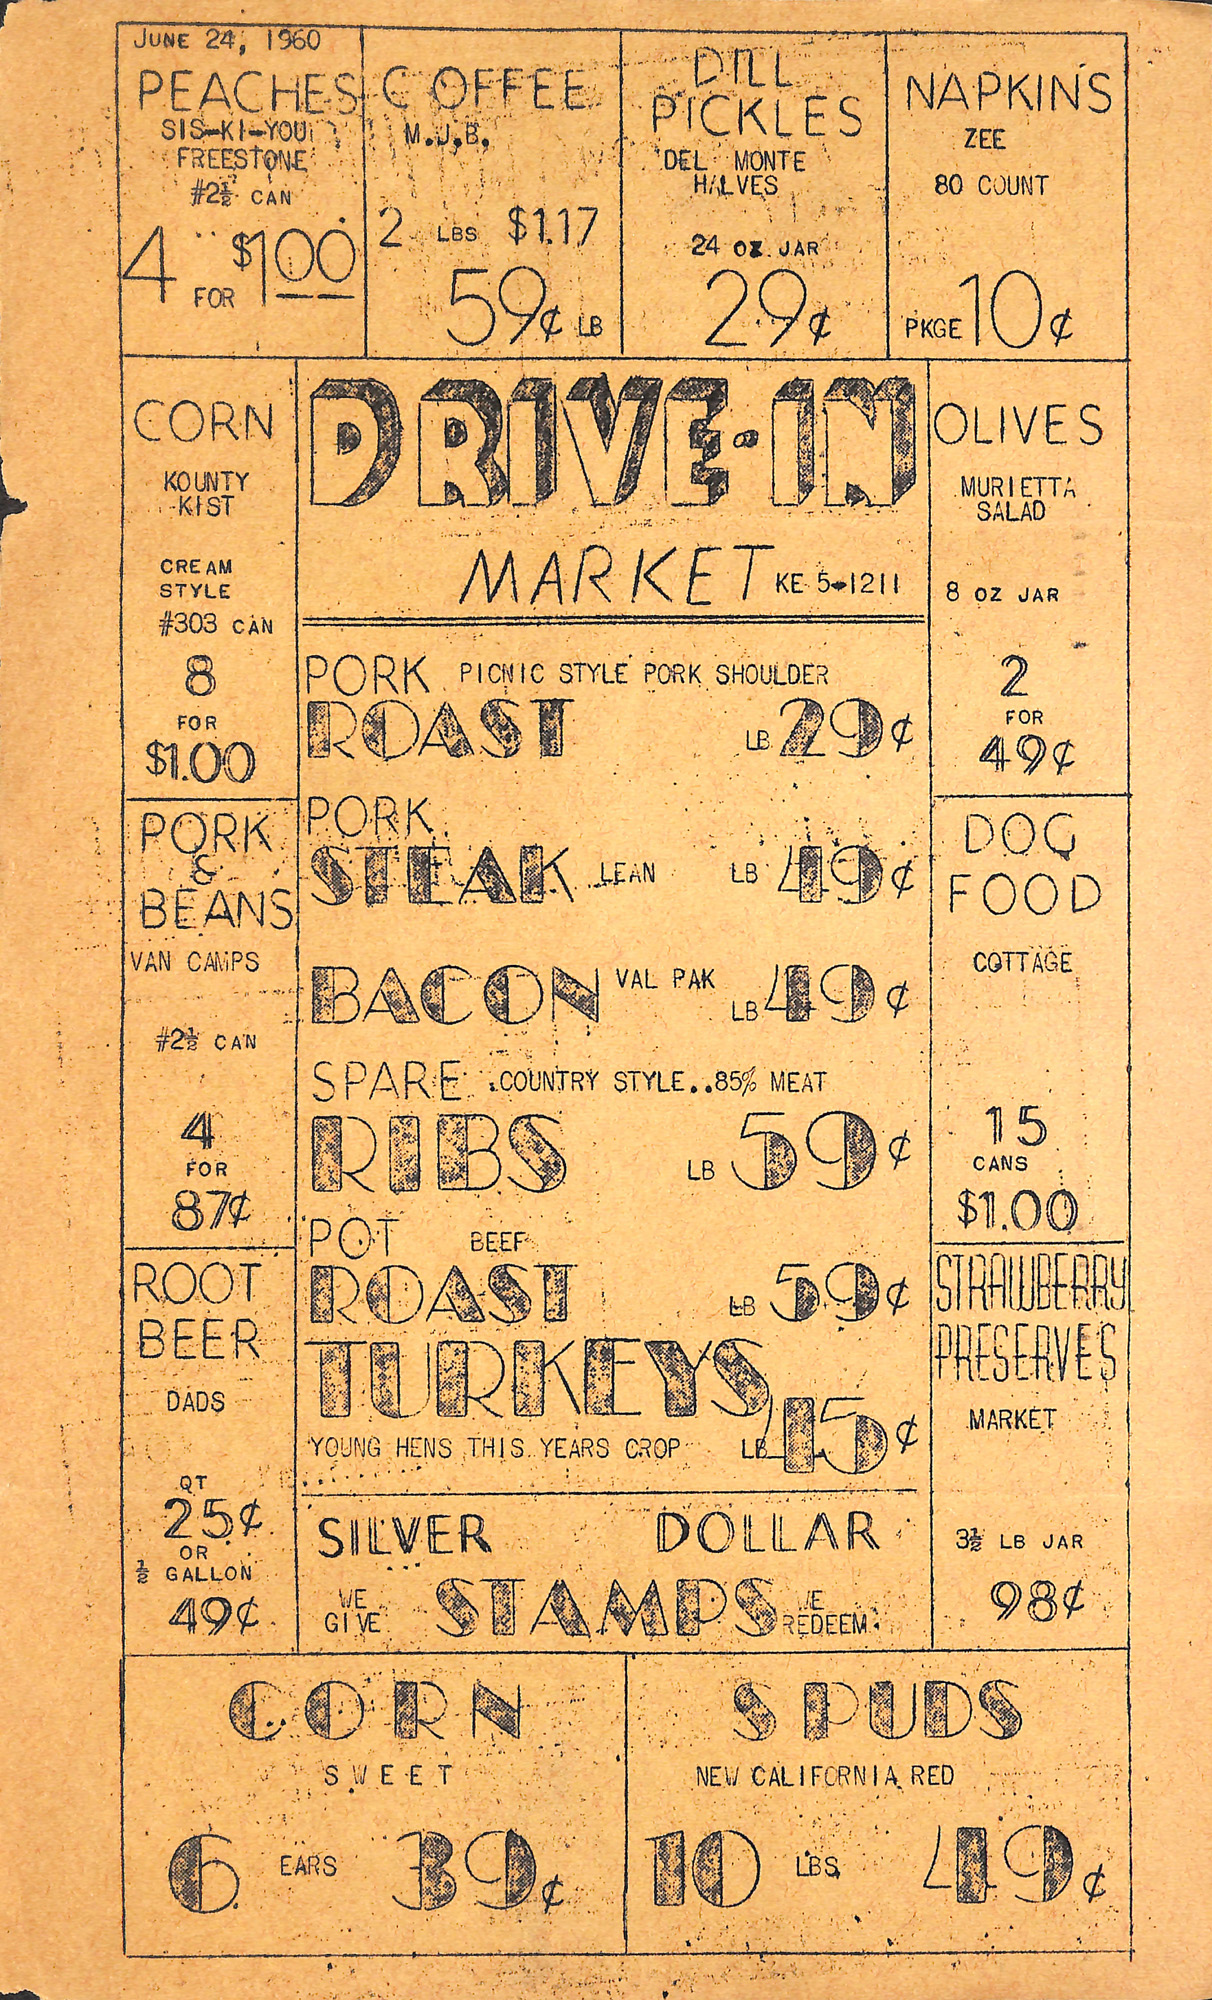 JUNE 24, 1960
PEACHES
SIS-KI-YOU
FREESTONE
#2½ CAN
4 FOR $1.00
COFFEE
M.J.B.
2 LBS $1.17
59¢ LB
DILL
PICKLES
DEL MONTE
HALVES
24 OZ JAR
29¢
NAPKINS
ZEE
80 COUNT
PKGE 10¢
CORN
KOUNTY
KIST
CREAM
STYLE
#303 CAN
8
FOR
$1.00
PORK
&
BEANS
VAN CAMPS
#2½ CAN
4
FOR
87¢
ROOT
BEER
DADS
QT
25¢
OR
½ GALLON
49¢
DRIVE-IN
MARKET KE 5-1211
PORK PICNIC STYLE PORK SHOULDER
ROAST LB 29¢
PORK
STEAK LEAN LB 49¢
BACON VAL PAK LB 49¢
SPARE COUNTRY STYLE..85% MEAT
RIBS LB 59¢
POT BEEF
ROAST LB 59¢
TURKEYS
YOUNG HENS THIS YEARS CROP LB 45¢
SILVER DOLLAR
WE GIVE STAMPS WE REDEEM
OLIVES
MURIETTA
SALAD
8 OZ JAR
2
FOR
49¢
DOG
FOOD
COTTAGE
15
CANS
$1.00
STRAWBERRY
PRESERVES
MARKET
3½ LB JAR
98¢
CORN
SWEET
6 EARS 39¢
SPUDS
NEW CALIFORNIA RED
10 LBS 49¢